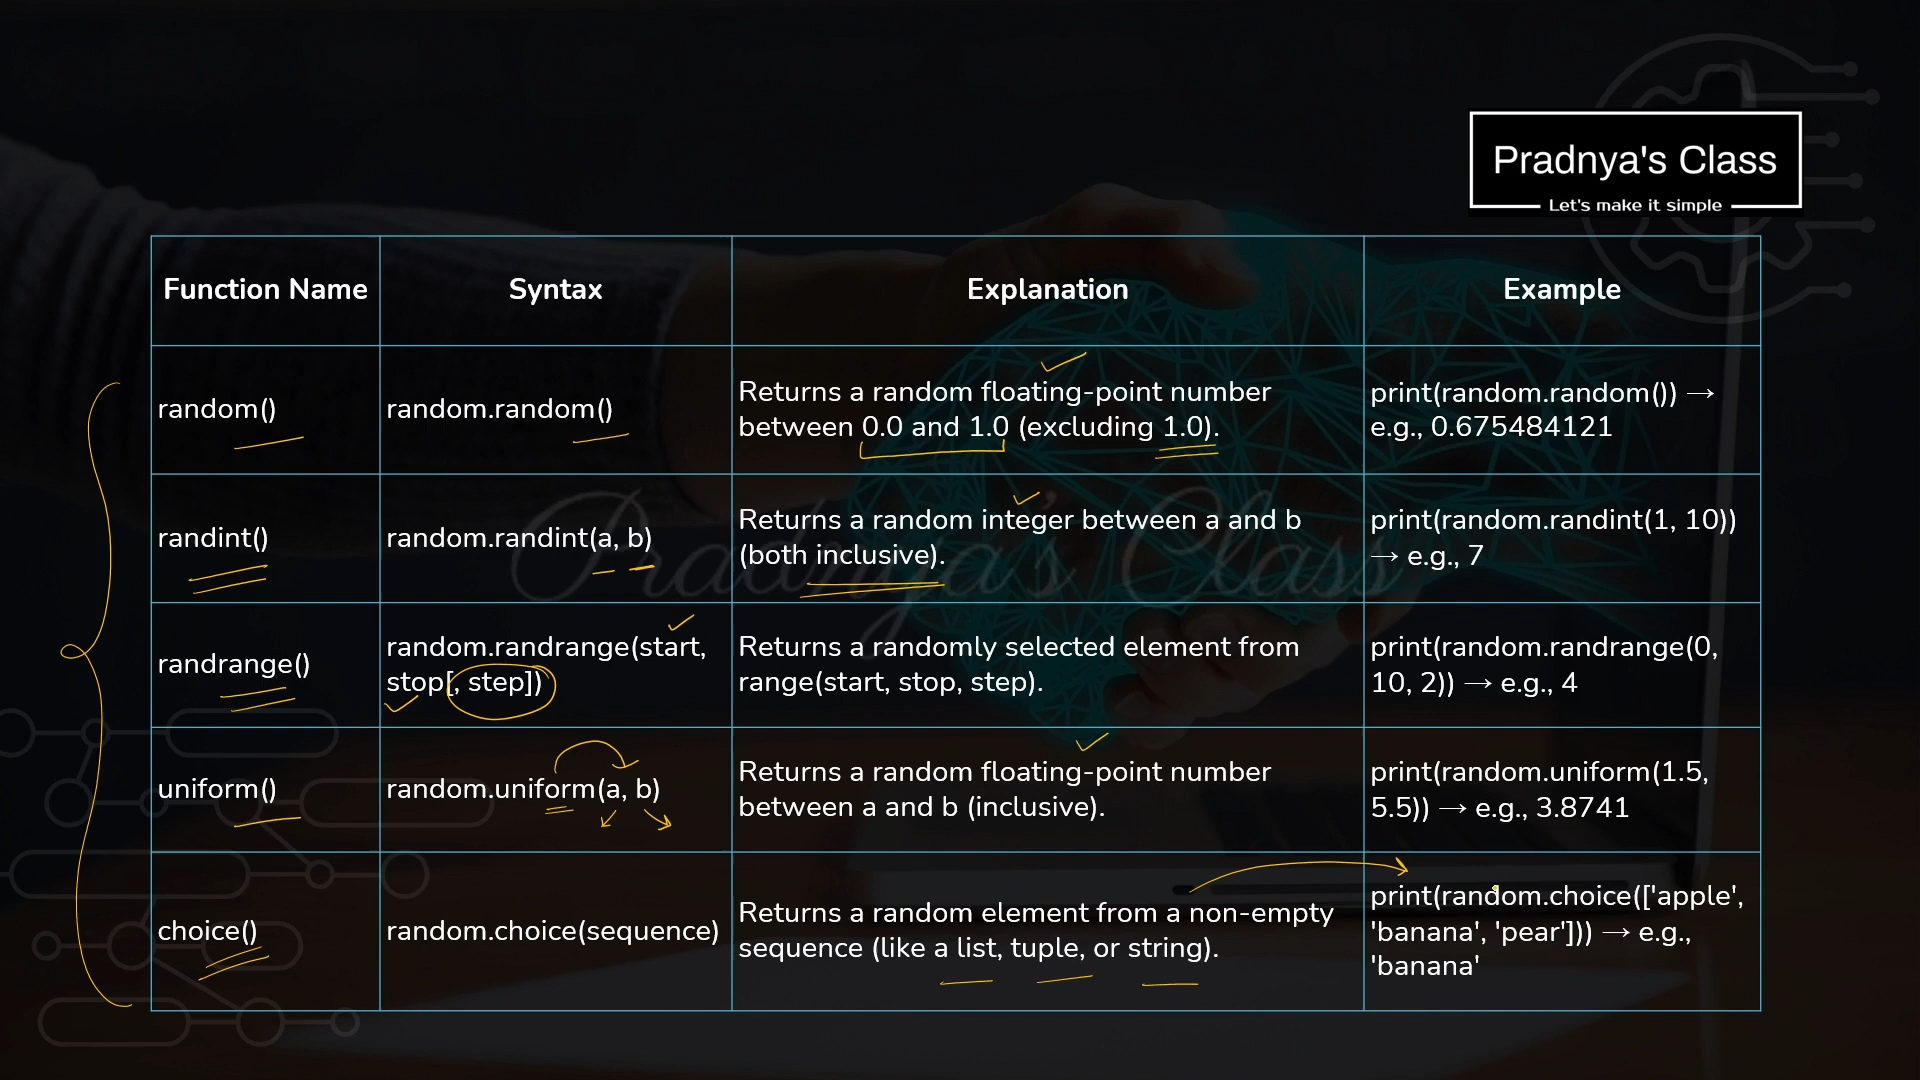 Pradnya's Class
Let's make it simple
Function Name
Syntax
Explanation
Example
random()
random.random()
Returns a random floating-point number
between 0.0 and 1.0 (excluding 1.0).
print(random.random()) →
e.g., 0.675484121
randint()
random.randint(a, b)
Returns a random integer between a and b
(both inclusive).
print(random.randint(1, 10))
→ e.g., 7
randrange()
random.randrange(start,
stop[, step])
Returns a randomly selected element from
range(start, stop, step).
print(random.randrange(0,
10, 2)) → e.g., 4
uniform()
random.uniform(a, b)
Returns a random floating-point number
between a and b (inclusive).
print(random.uniform(1.5,
5.5)) → e.g., 3.8741
choice()
random.choice(sequence)
Returns a random element from a non-empty
sequence (like a list, tuple, or string).
print(random.choice(['apple',
'banana', 'pear'])) → e.g.,
'banana'
Pradnya's Class